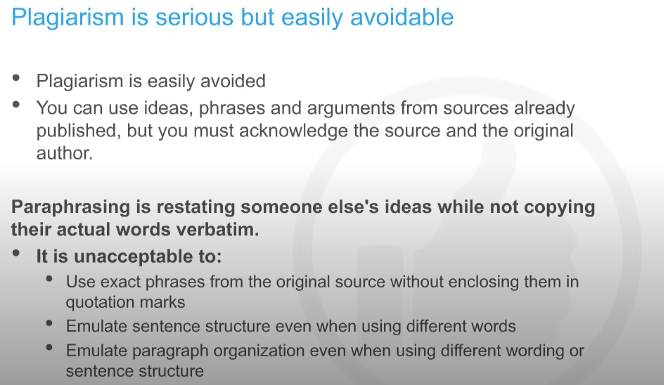 Plagiarism is serious but easily avoidable
• Plagiarism is easily avoided
• You can use ideas, phrases and arguments from sources already
published, but you must acknowledge the source and the original
author.
Paraphrasing is restating someone else's ideas while not copying
their actual words verbatim.
• It is unacceptable to:
• Use exact phrases from the original source without enclosing them in
quotation marks
• Emulate sentence structure even when using different words
• Emulate paragraph organization even when using different wording or
sentence structure